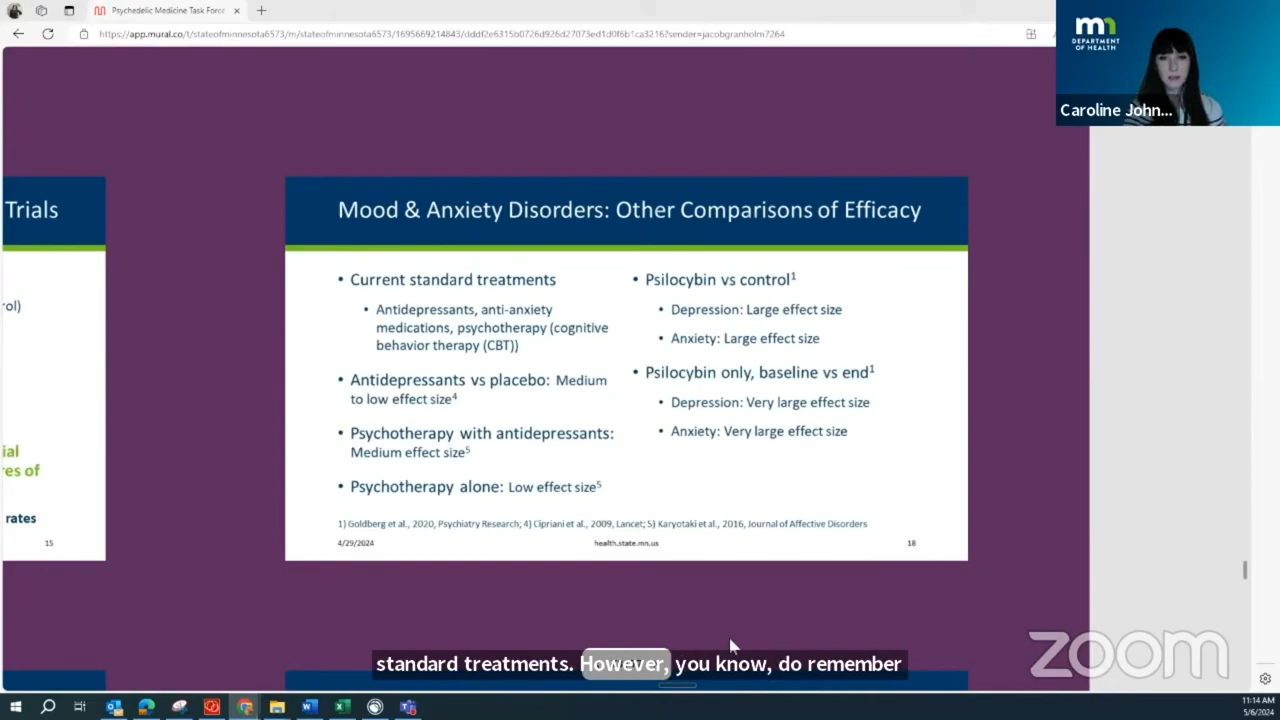 Psychedelic Medicine Task Force
https://app.mural.co/t/stateofminnesota6573/m/stateofminnesota6573/1695669214843/dddf2e6315b0726d926d27073ed1d0f6b1ca3216?sender=jacobgranholm7264
mn
DEPARTMENT
OF HEALTH
Caroline John...
Trials
rol)
ial
res of
rates
15
Mood & Anxiety Disorders: Other Comparisons of Efficacy
• Current standard treatments
• Antidepressants, anti-anxiety
medications, psychotherapy (cognitive
behavior therapy (CBT))
• Antidepressants vs placebo: Medium
to low effect size⁴
• Psychotherapy with antidepressants:
Medium effect size⁵
• Psychotherapy alone: Low effect size⁵
• Psilocybin vs control¹
• Depression: Large effect size
• Anxiety: Large effect size
• Psilocybin only, baseline vs end¹
• Depression: Very large effect size
• Anxiety: Very large effect size
1) Goldberg et al., 2020, Psychiatry Research; 4) Cipriani et al., 2009, Lancet; 5) Karyotaki et al., 2016, Journal of Affective Disorders
4/29/2024
health.state.mn.us
18
standard treatments. However, you know, do remember
zoom
11:14 AM
5/6/2024